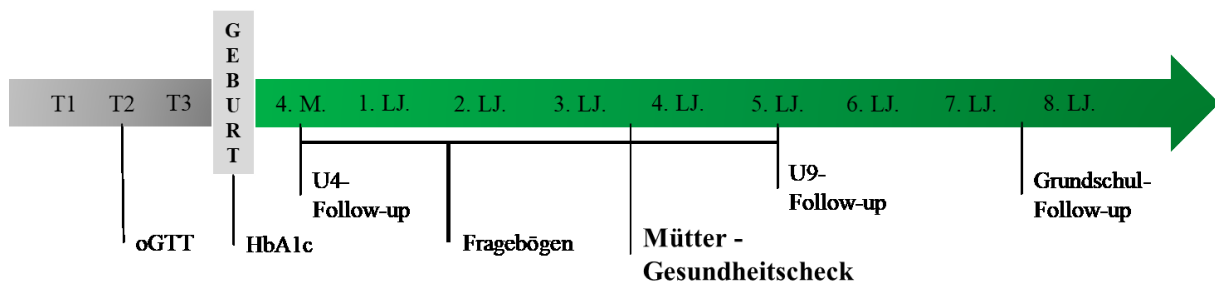 GEBURT
T1 T2 T3 4. M. 1. LJ. 2. LJ. 3. LJ. 4. LJ. 5. LJ. 6. LJ. 7. LJ. 8. LJ.
U4-
Follow-up
U9-
Follow-up
Grundschul-
Follow-up
oGTT
HbA1c
Fragebögen
Mütter -
Gesundheitscheck